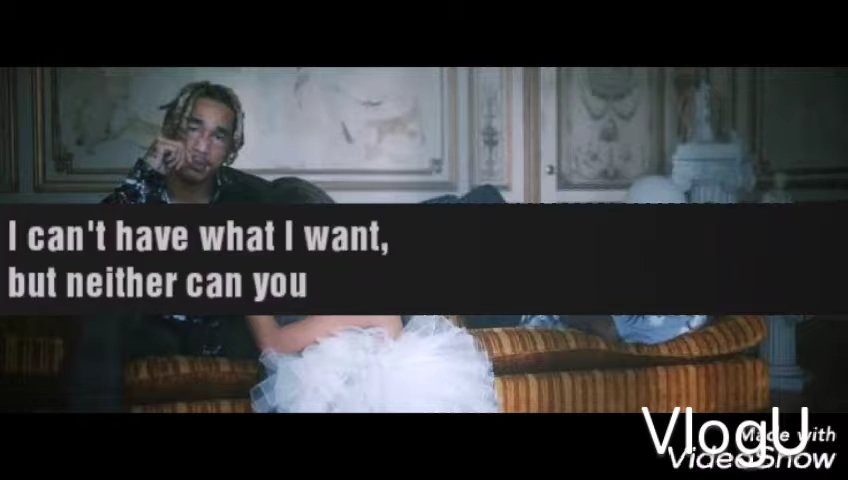 I can't have what I want,
but neither can you
VlogU
Made with
VideoShow